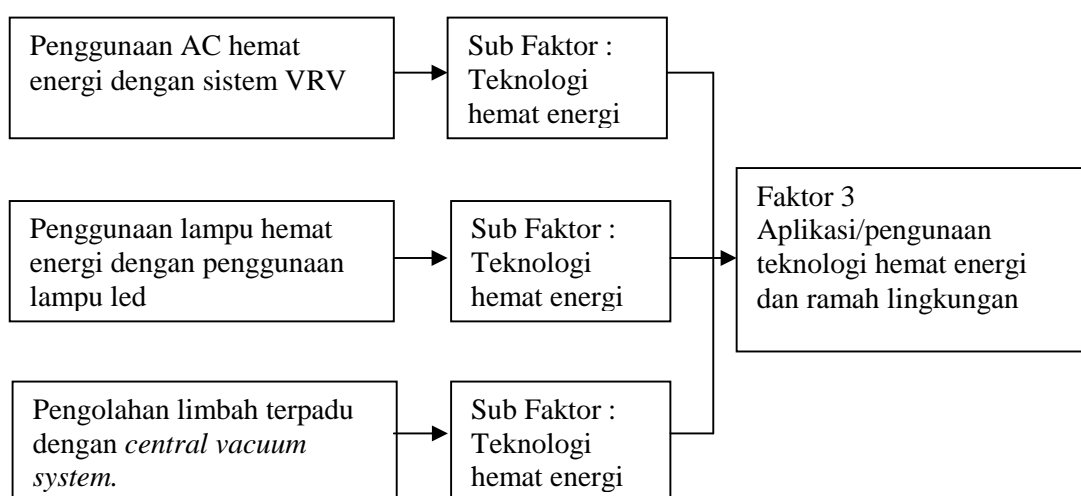 Penggunaan AC hemat
energi dengan sistem VRV
Sub Faktor :
Teknologi
hemat energi
Penggunaan lampu hemat
energi dengan penggunaan
lampu led
Sub Faktor :
Teknologi
hemat energi
Faktor 3
Aplikasi/pengunaan
teknologi hemat energi
dan ramah lingkungan
Pengolahan limbah terpadu
dengan central vacuum
system.
Sub Faktor :
Teknologi
hemat energi